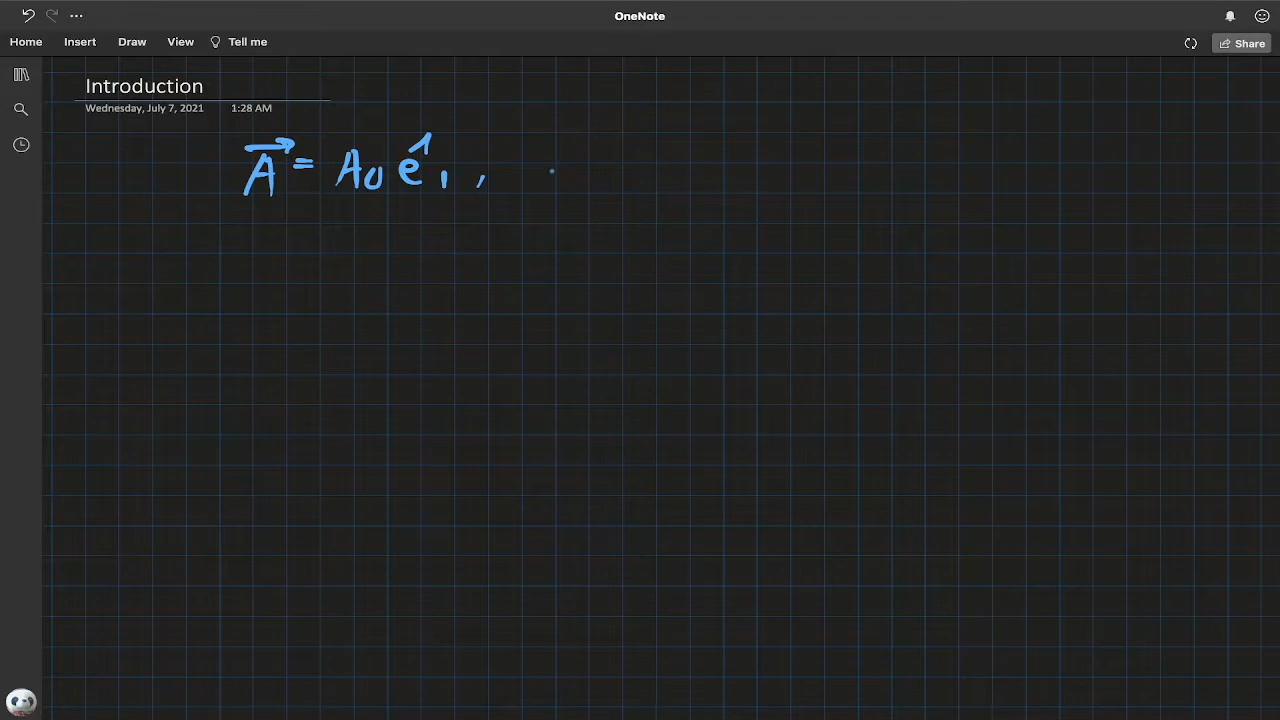 OneNote
Home Insert Draw View Tell me Share
Introduction
Wednesday, July 7, 2021 1:28 AM
A⃗ = A₀ ê₁ ,